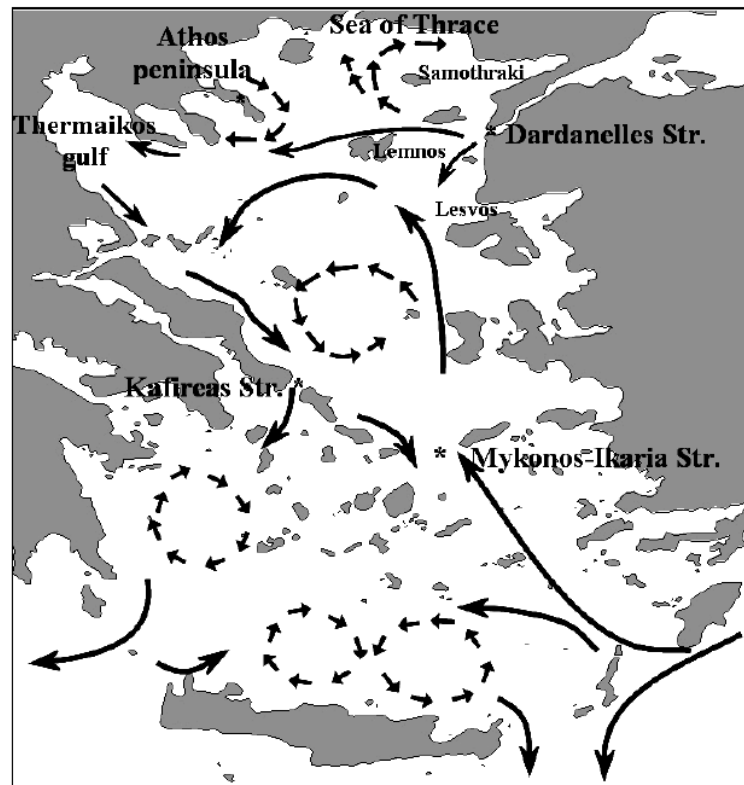 Sea of Thrace
Athos
peninsula
*
Samothraki
Thermaikos
gulf
* Dardanelles Str.
Lemnos
Lesvos
Kafireas Str. *
* Mykonos-Ikaria Str.